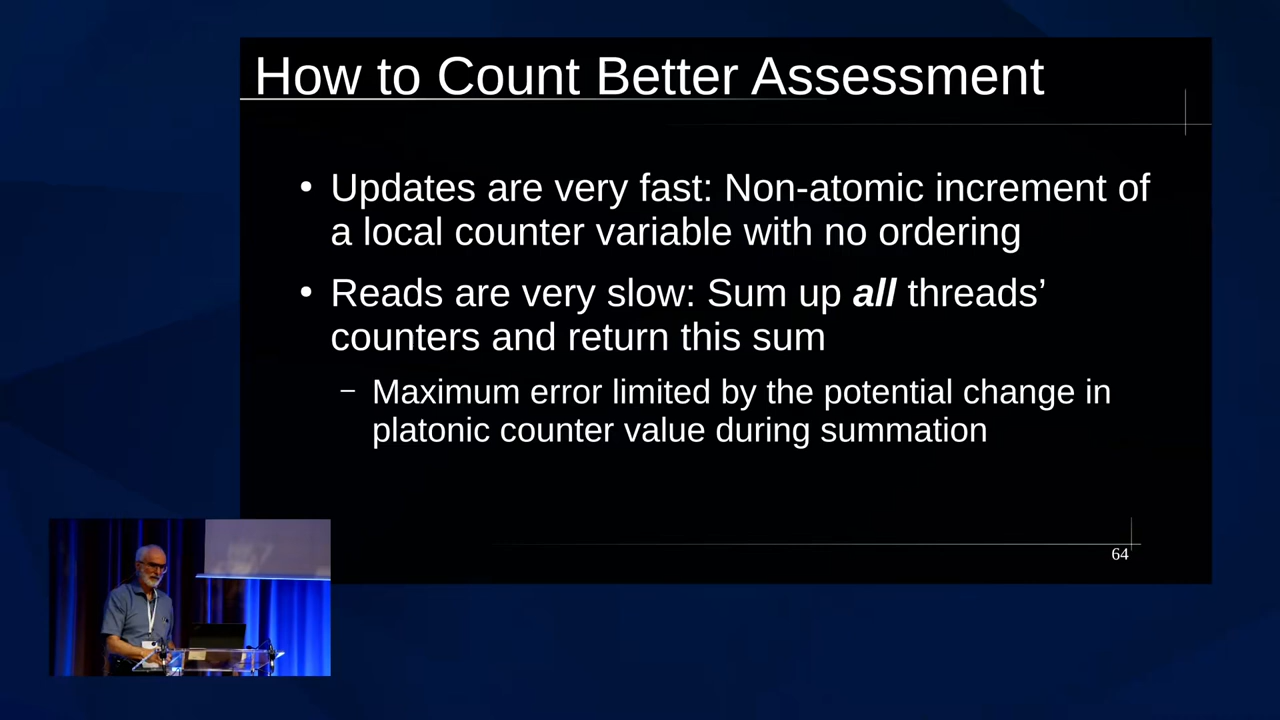 How to Count Better Assessment
• Updates are very fast: Non-atomic increment of
a local counter variable with no ordering
• Reads are very slow: Sum up all threads’
counters and return this sum
– Maximum error limited by the potential change in
platonic counter value during summation
64